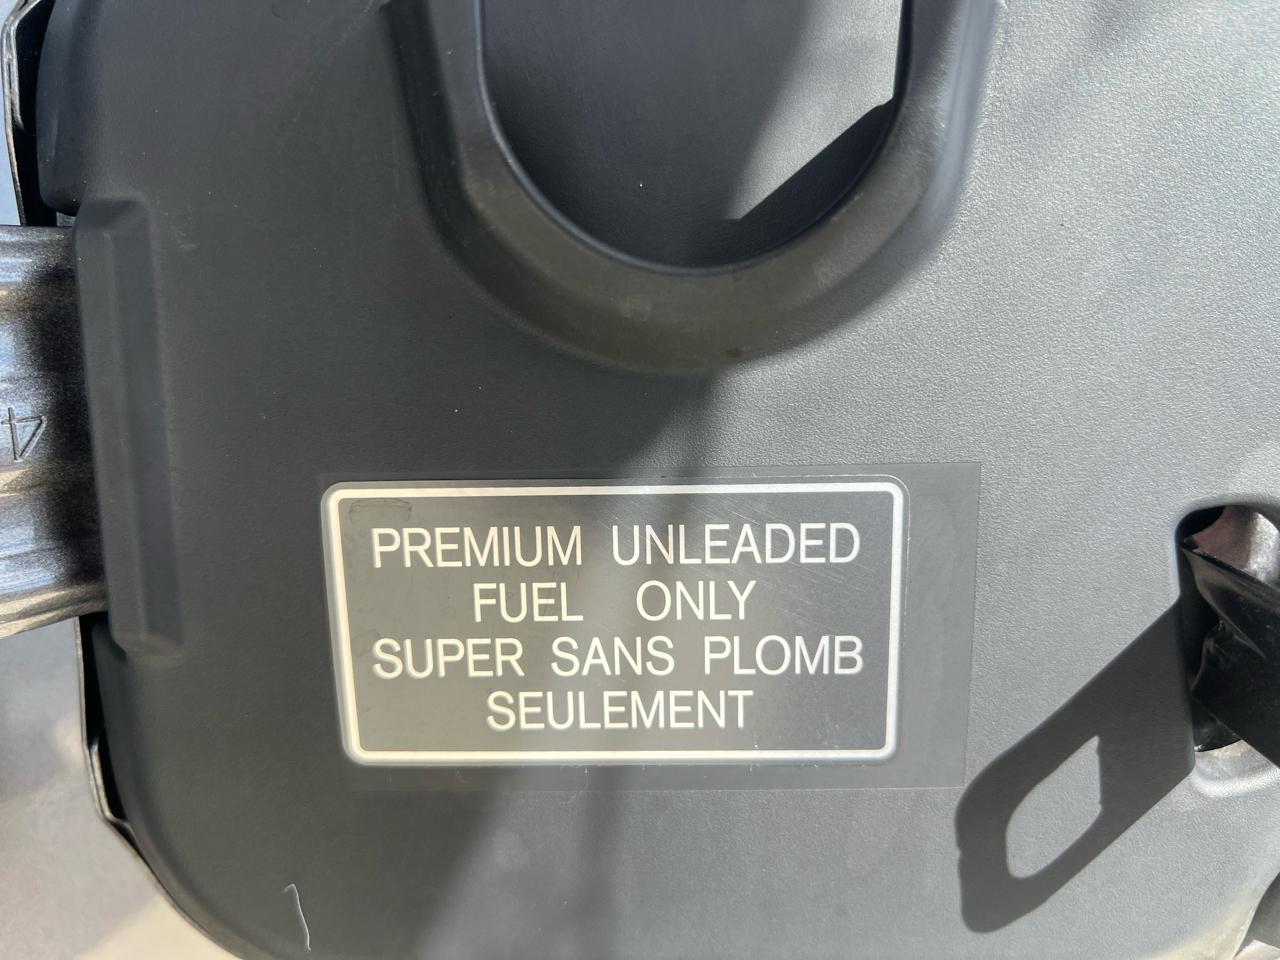 PREMIUM UNLEADED
FUEL ONLY
SUPER SANS PLOMB
SEULEMENT